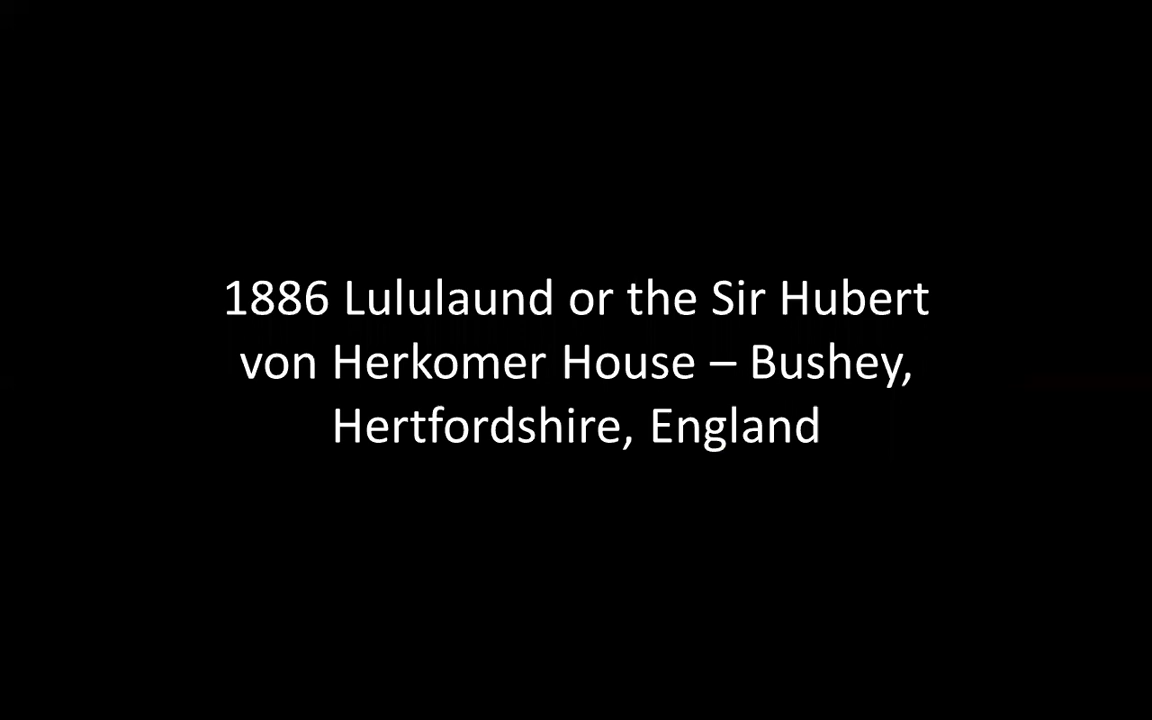 1886 Lululaund or the Sir Hubert
von Herkomer House – Bushey,
Hertfordshire, England